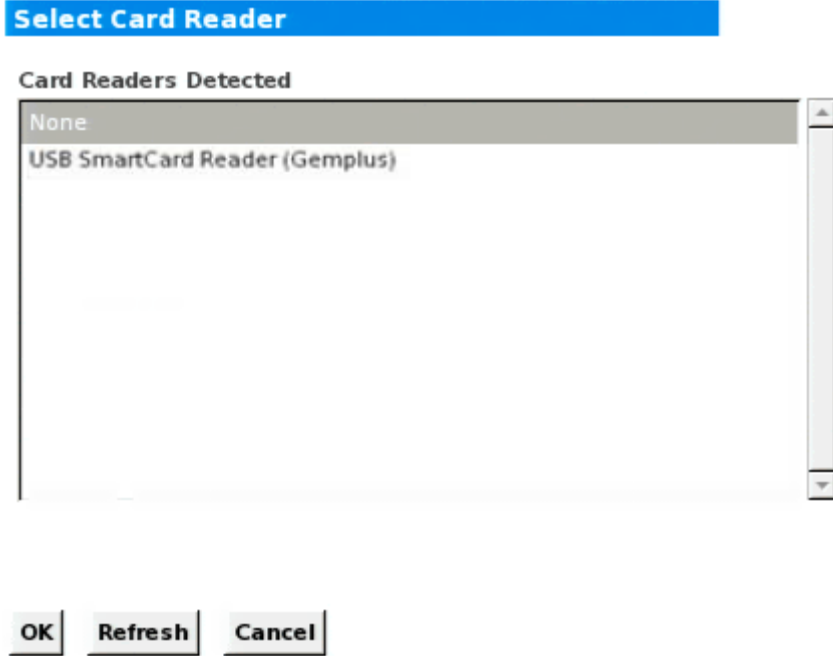 Select Card Reader
Card Readers Detected
None
USB SmartCard Reader (Gemplus)
OK Refresh Cancel